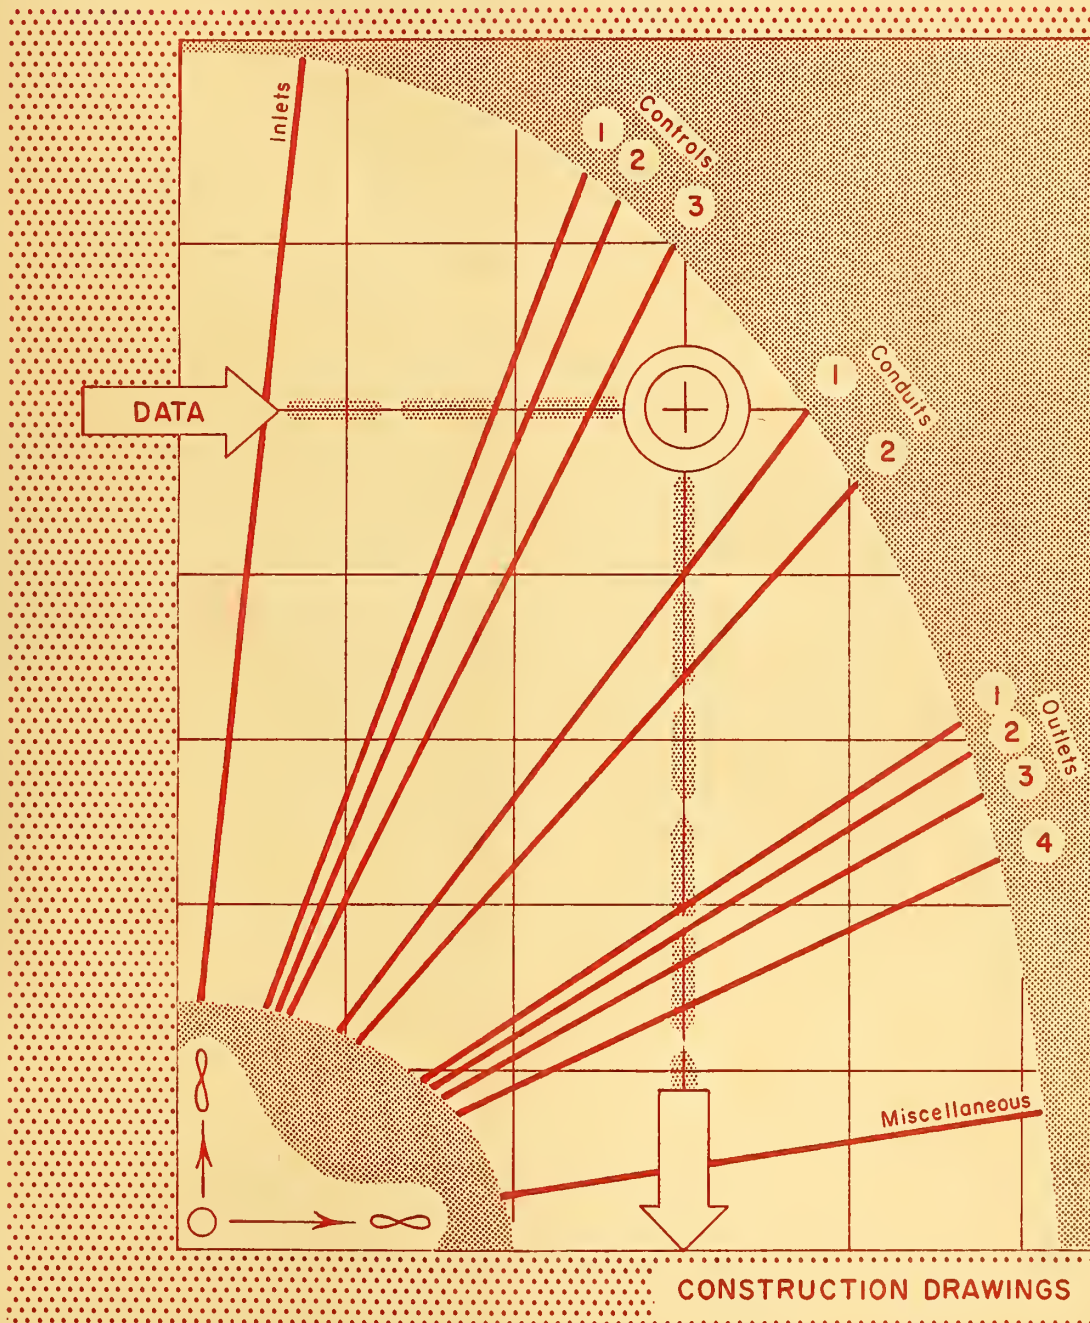 Inlets
Controls
1
2
3
DATA
Conduits
1
2
Outlets
1
2
3
4
Miscellaneous
∞
∞
CONSTRUCTION DRAWINGS